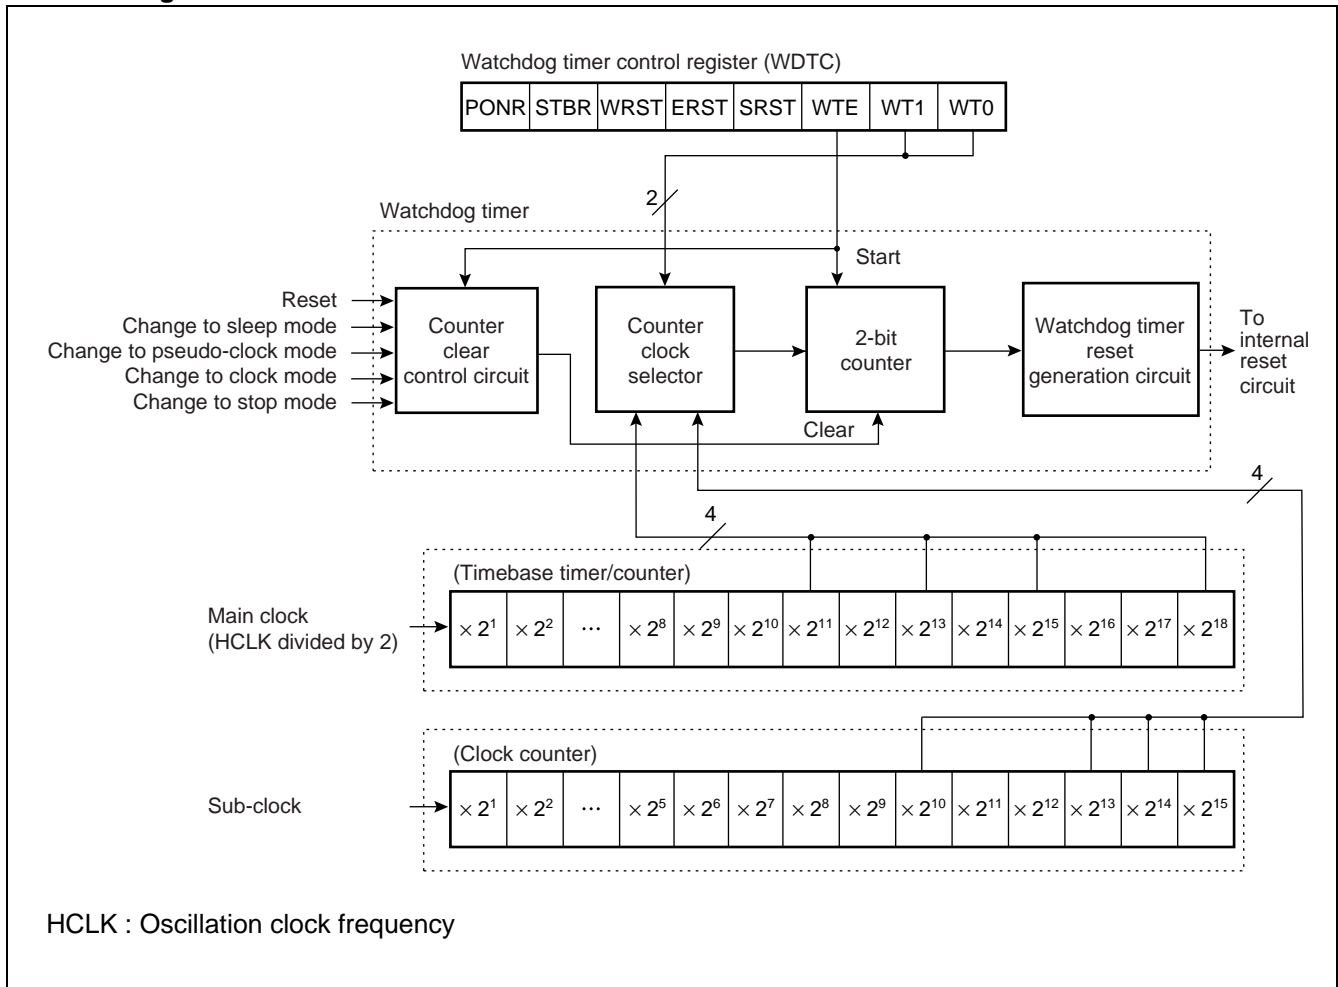 Watchdog timer control register (WDTC)
PONR STBR WRST ERST SRST WTE WT1 WT0
2
Watchdog timer
Start
Reset
Change to sleep mode
Change to pseudo-clock mode
Change to clock mode
Change to stop mode
Counter
clear
control circuit
Counter
clock
selector
2-bit
counter
Watchdog timer
reset
generation circuit
To
internal
reset
circuit
Clear
4
4
(Timebase timer/counter)
Main clock
(HCLK divided by 2)
× 2¹ × 2² ... × 2⁸ × 2⁹ × 2¹⁰ × 2¹¹ × 2¹² × 2¹³ × 2¹⁴ × 2¹⁵ × 2¹⁶ × 2¹⁷ × 2¹⁸
(Clock counter)
Sub-clock
× 2¹ × 2² ... × 2⁵ × 2⁶ × 2⁷ × 2⁸ × 2⁹ × 2¹⁰ × 2¹¹ × 2¹² × 2¹³ × 2¹⁴ × 2¹⁵
HCLK : Oscillation clock frequency